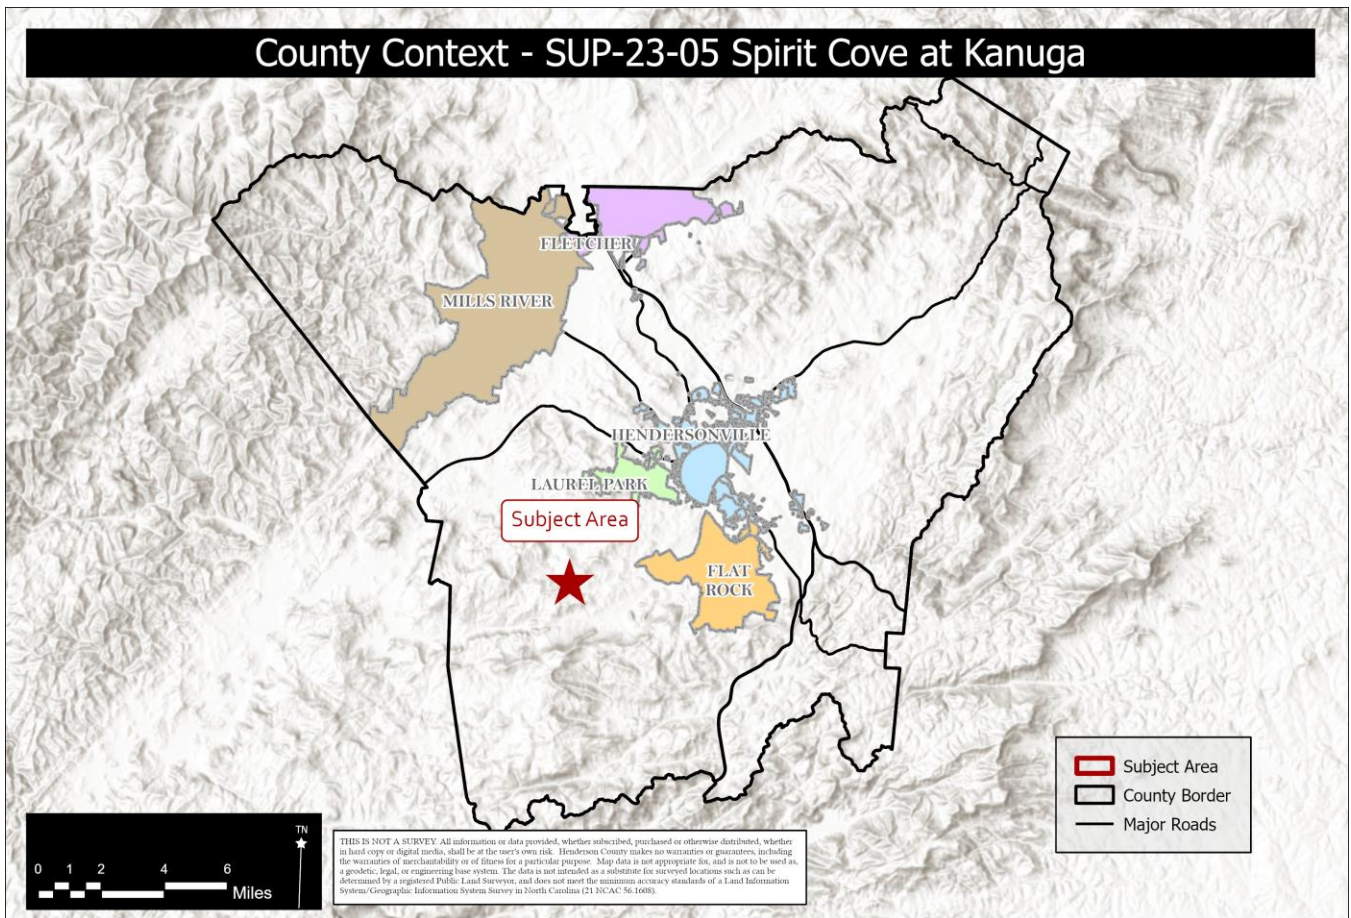 County Context - SUP-23-05 Spirit Cove at Kanuga
FLETCHER
MILLS RIVER
HENDERSONVILLE
LAUREL PARK
Subject Area
FLAT
ROCK
Subject Area
County Border
Major Roads
TN
0 1 2 4 6
Miles
THIS IS NOT A SURVEY. All information or data provided, whether subscribed, purchased or otherwise distributed, whether
in hard copy or digital media, shall be at the user's own risk. Henderson County makes no warranties or guarantees, including
the warranties of merchantability or of fitness for a particular purpose. Map data is not appropriate for, and is not to be used as,
a geodetic, legal, or engineering base system. The data is not intended as a substitute for surveyed locations such as can be
determined by a registered Public Land Surveyor, and does not meet the minimum accuracy standards of a Land Information
System/Geographic Information System Survey in North Carolina (21 NCAC 56.1608).